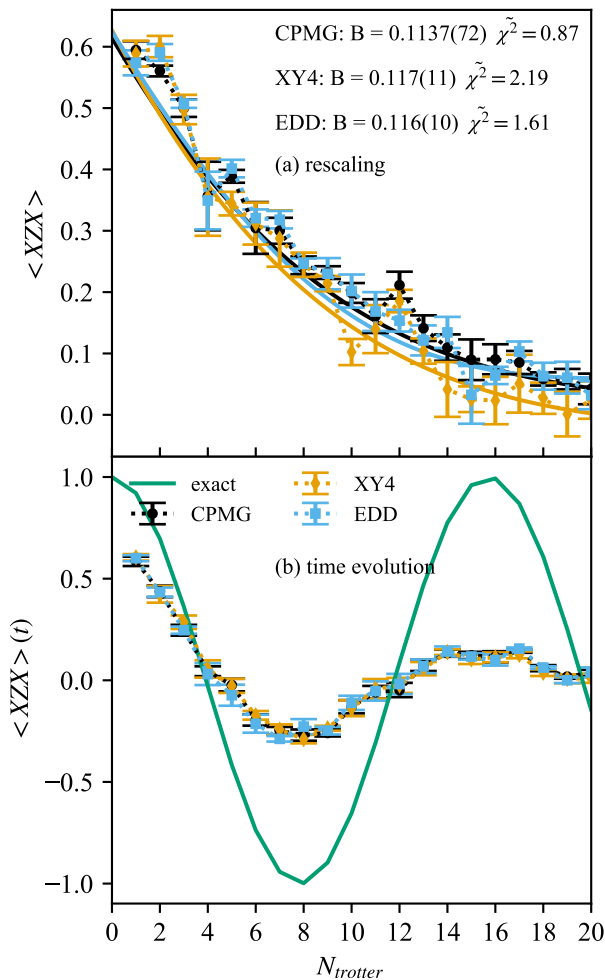 0.6
0.5
0.4
0.3
0.2
0.1
0.0
< XZX >
CPMG: B = 0.1137(72) χ̃² = 0.87
XY4: B = 0.117(11) χ̃² = 2.19
EDD: B = 0.116(10) χ̃² = 1.61
(a) rescaling
1.0
0.5
0.0
−0.5
−1.0
< XZX > (t)
exact
CPMG
XY4
EDD
(b) time evolution
0 2 4 6 8 10 12 14 16 18 20
N_trotter